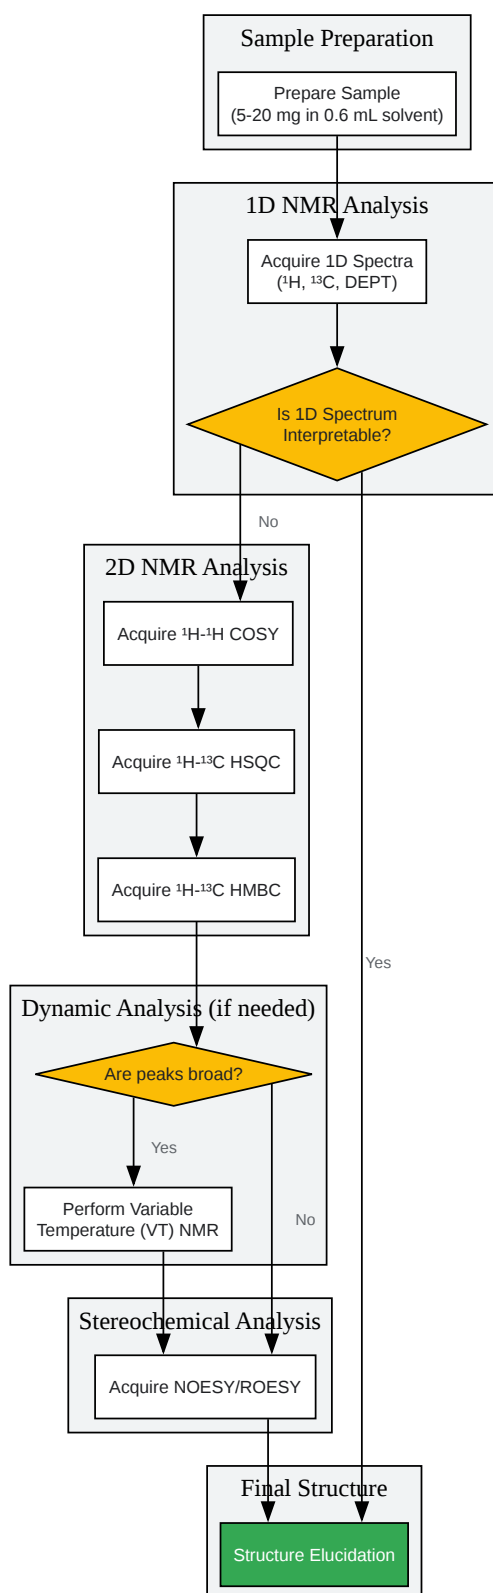 Sample Preparation
Prepare Sample
(5-20 mg in 0.6 mL solvent)
1D NMR Analysis
Acquire 1D Spectra
(¹H, ¹³C, DEPT)
Is 1D Spectrum
Interpretable?
No
2D NMR Analysis
Acquire ¹H-¹H COSY
Acquire ¹H-¹³C HSQC
Acquire ¹H-¹³C HMBC
Yes
Dynamic Analysis (if needed)
Are peaks broad?
Yes
Perform Variable
Temperature (VT) NMR
No
Stereochemical Analysis
Acquire NOESY/ROESY
Final Structure
Structure Elucidation